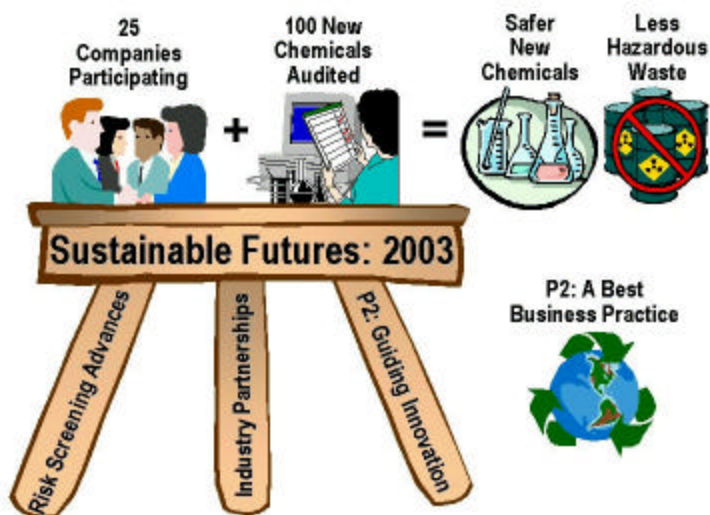 25
Companies
Participating
+
100 New
Chemicals
Audited
=
Safer
New
Chemicals
Less
Hazardous
Waste
Sustainable Futures: 2003
Risk Screening Advances
Industry Partnerships
P2: Guiding Innovation
P2: A Best
Business Practice